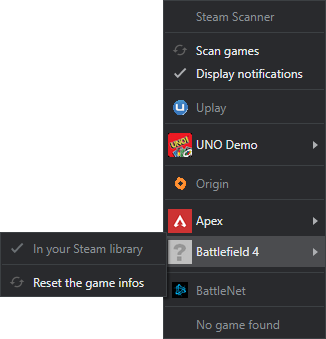 Steam Scanner
Scan games
Display notifications
Uplay
UNO Demo
Origin
Apex
Battlefield 4
In your Steam library
Reset the game infos
BattleNet
No game found